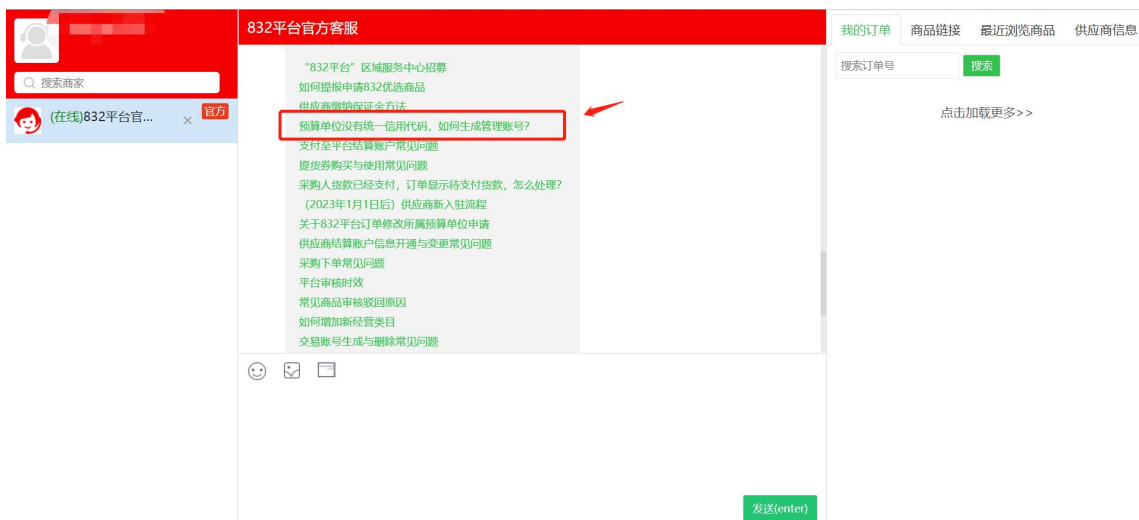 搜索商家
(在线)832平台官...
×
官方
832平台官方客服
“832平台”区域服务中心招募
如何提报申请832优选商品
供应商缴纳保证金方法
预算单位没有统一信用代码，如何生成管理账号？
支付至平台结算账户常见问题
提货券购买与使用常见问题
采购人货款已经支付，订单显示待支付货款，怎么处理？
（2023年1月1日后）供应商新入驻流程
关于832平台订单修改所属预算单位申请
供应商结算账户信息开通与变更常见问题
采购下单常见问题
平台审核时效
常见商品审核驳回原因
如何增加新经营类目
交易账号生成与删除常见问题
发送(enter)
我的订单 商品链接 最近浏览商品 供应商信息
搜索订单号 搜索
点击加载更多>>